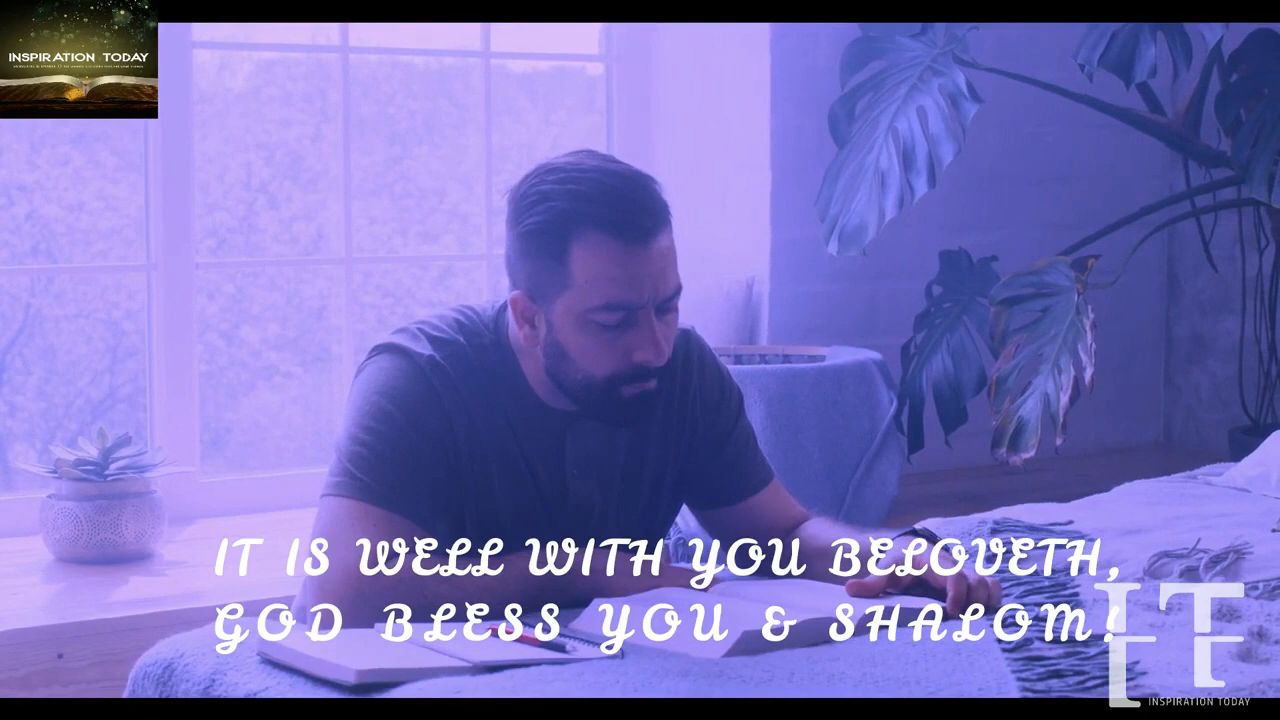 INSPIRATION TODAY
IT IS WELL WITH YOU BELOVETH,
GOD BLESS YOU & SHALOM!
IT
INSPIRATION TODAY